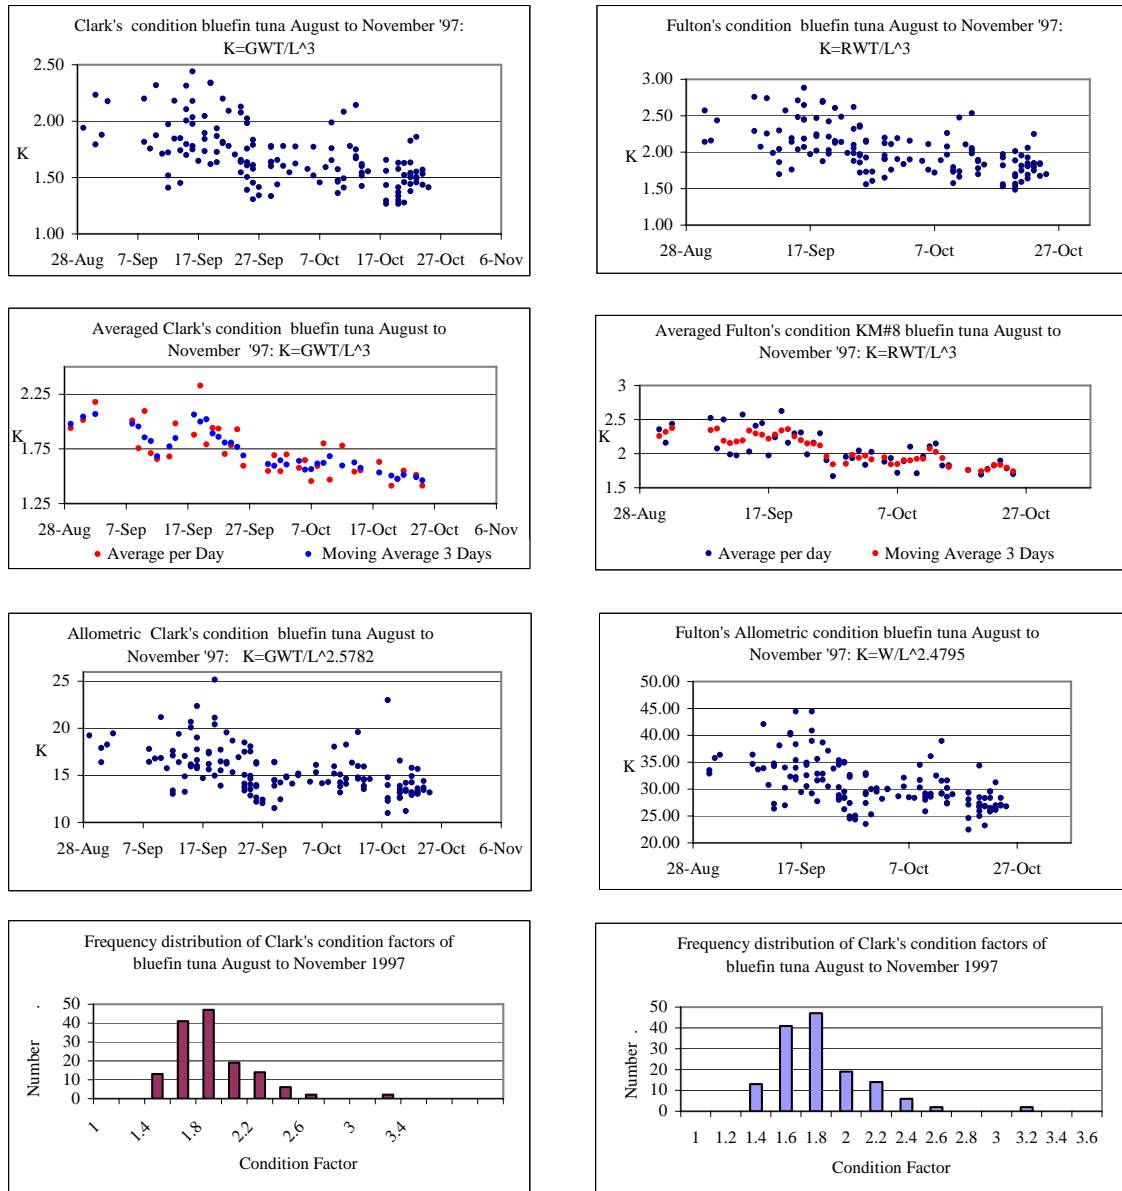 Clark's condition bluefin tuna August to November '97:
K=GWT/L^3
2.50
2.00
K
1.50
1.00
28-Aug 7-Sep 17-Sep 27-Sep 7-Oct 17-Oct 27-Oct 6-Nov
Fulton's condition bluefin tuna August to November '97:
K=RWT/L^3
3.00
2.50
K
2.00
1.50
1.00
28-Aug 17-Sep 7-Oct 27-Oct
Averaged Clark's condition bluefin tuna August to
November '97: K=GWT/L^3
2.25
K
1.75
1.25
28-Aug 7-Sep 17-Sep 27-Sep 7-Oct 17-Oct 27-Oct 6-Nov
Average per Day Moving Average 3 Days
Averaged Fulton's condition KM#8 bluefin tuna August to
November '97: K=RWT/L^3
3
2.5
K
2
1.5
28-Aug 17-Sep 7-Oct 27-Oct
Average per day Moving Average 3 Days
Allometric Clark's condition bluefin tuna August to
November '97: K=GWT/L^2.5782
25
20
K
15
10
28-Aug 7-Sep 17-Sep 27-Sep 7-Oct 17-Oct 27-Oct 6-Nov
Fulton's Allometric condition bluefin tuna August to
November '97: K=W/L^2.4795
50.00
45.00
40.00
35.00
K
30.00
25.00
20.00
28-Aug 17-Sep 7-Oct 27-Oct
Frequency distribution of Clark's condition factors of
bluefin tuna August to November 1997
50
40
30
20
10
0
Number .
1 1.4 1.8 2.2 2.6 3 3.4
Condition Factor
Frequency distribution of Clark's condition factors of
bluefin tuna August to November 1997
50
40
30
20
10
0
Number .
1 1.2 1.4 1.6 1.8 2 2.2 2.4 2.6 2.8 3 3.2 3.4 3.6
Condition Factor